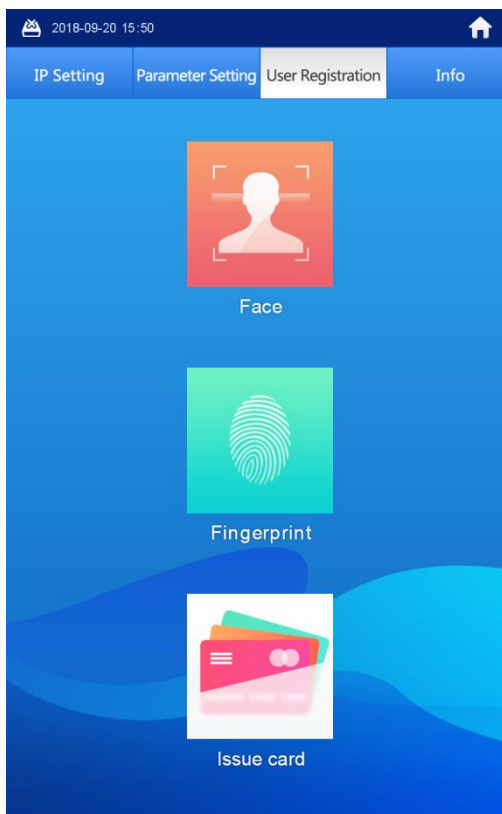 2018-09-20 15:50
IP Setting Parameter Setting User Registration Info
Face
Fingerprint
Issue card